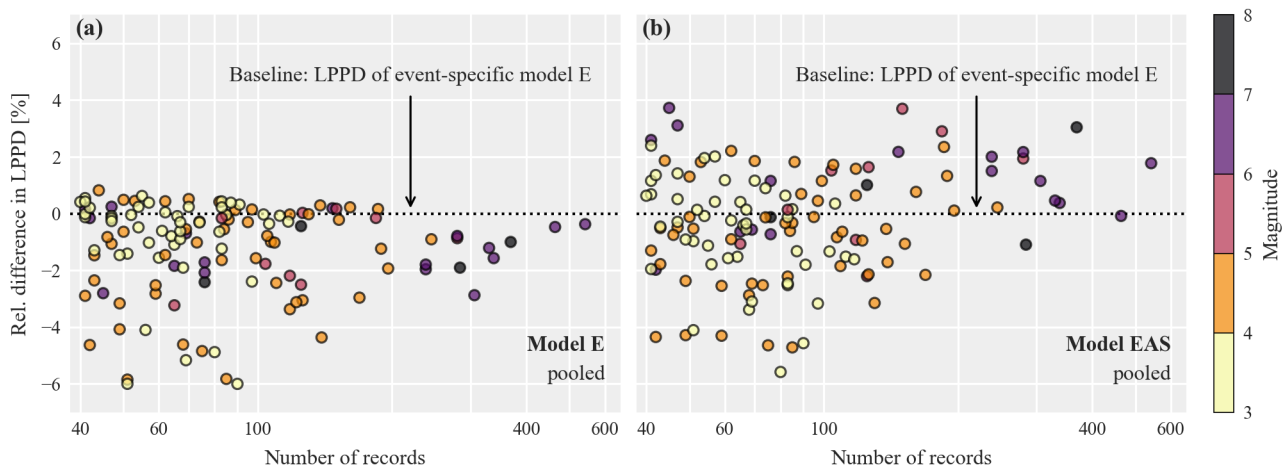 (a)
(b)
Rel. difference in LPPD [%]
6
4
2
0
−2
−4
−6
Baseline: LPPD of event-specific model E
Model E
pooled
40
60
100
400
600
Number of records
Baseline: LPPD of event-specific model E
Model EAS
pooled
40
60
100
400
600
Number of records
8
7
6
5
4
3
Magnitude